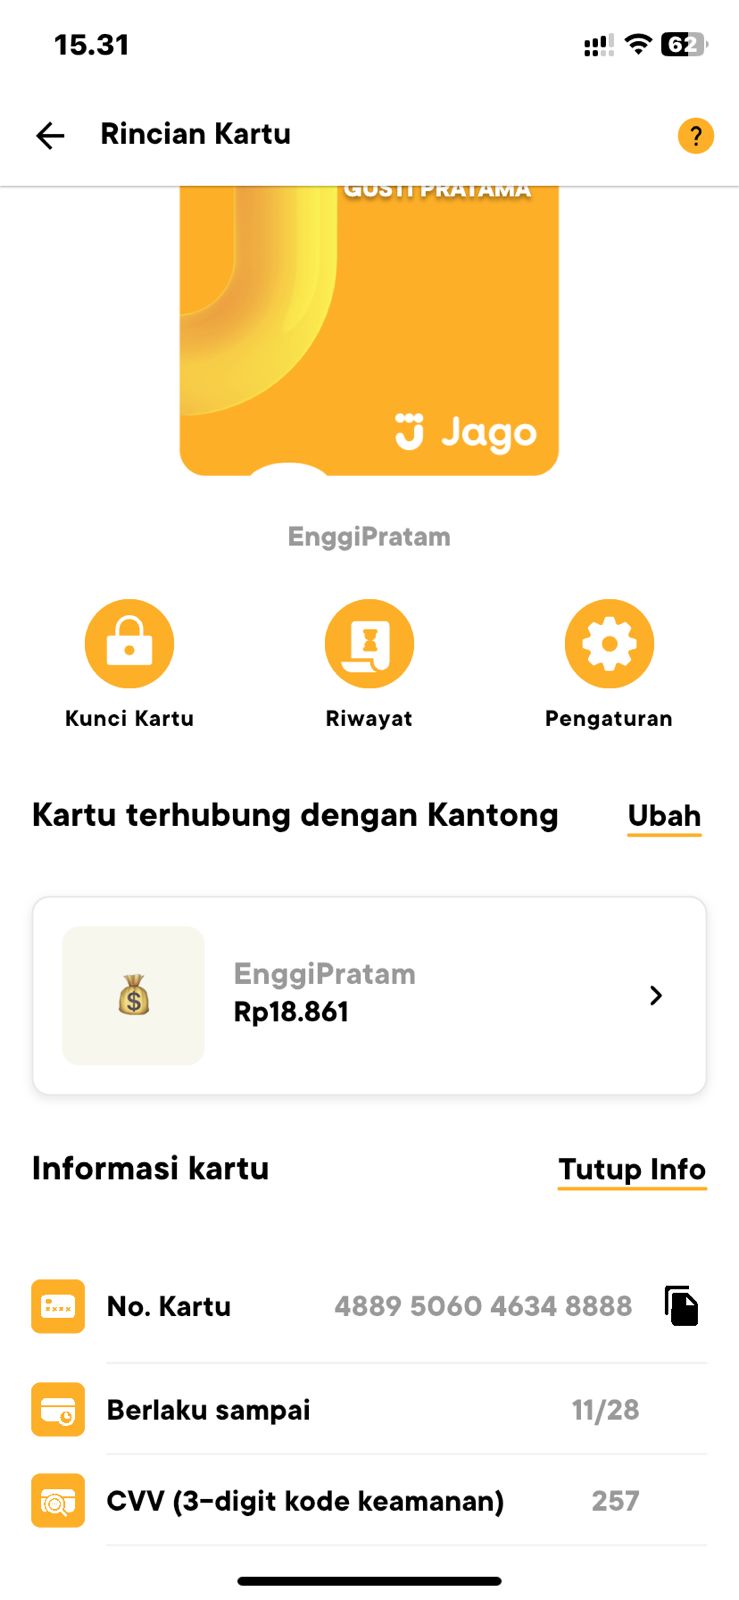 15.31
62
Rincian Kartu
?
GUSTI PRATAMA
Jago
EnggiPratam
Kunci Kartu
Riwayat
Pengaturan
Kartu terhubung dengan Kantong
Ubah
EnggiPratam
Rp18.861
Informasi kartu
Tutup Info
No. Kartu
4889 5060 4634 8888
Berlaku sampai
11/28
CVV (3-digit kode keamanan)
257